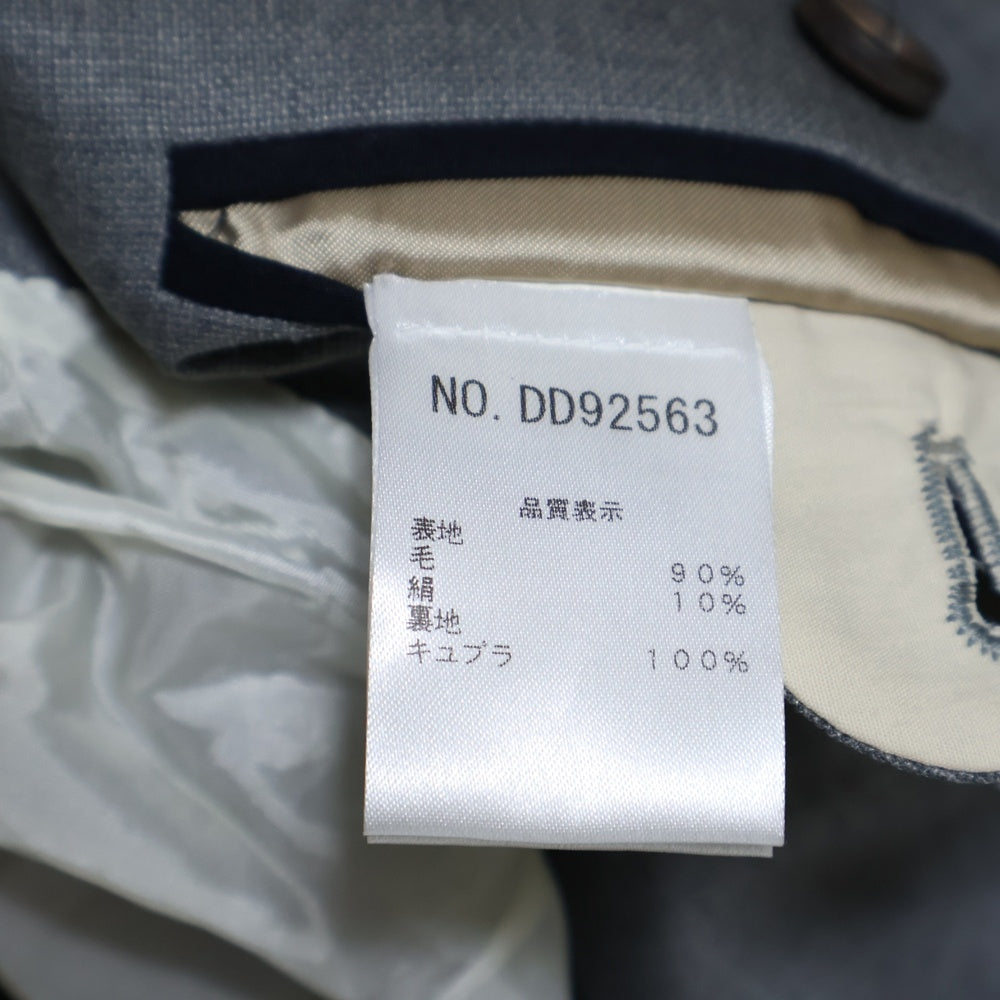 NO. DD92563
品質表示
表地
毛 90%
絹 10%
裏地
キュプラ 100%